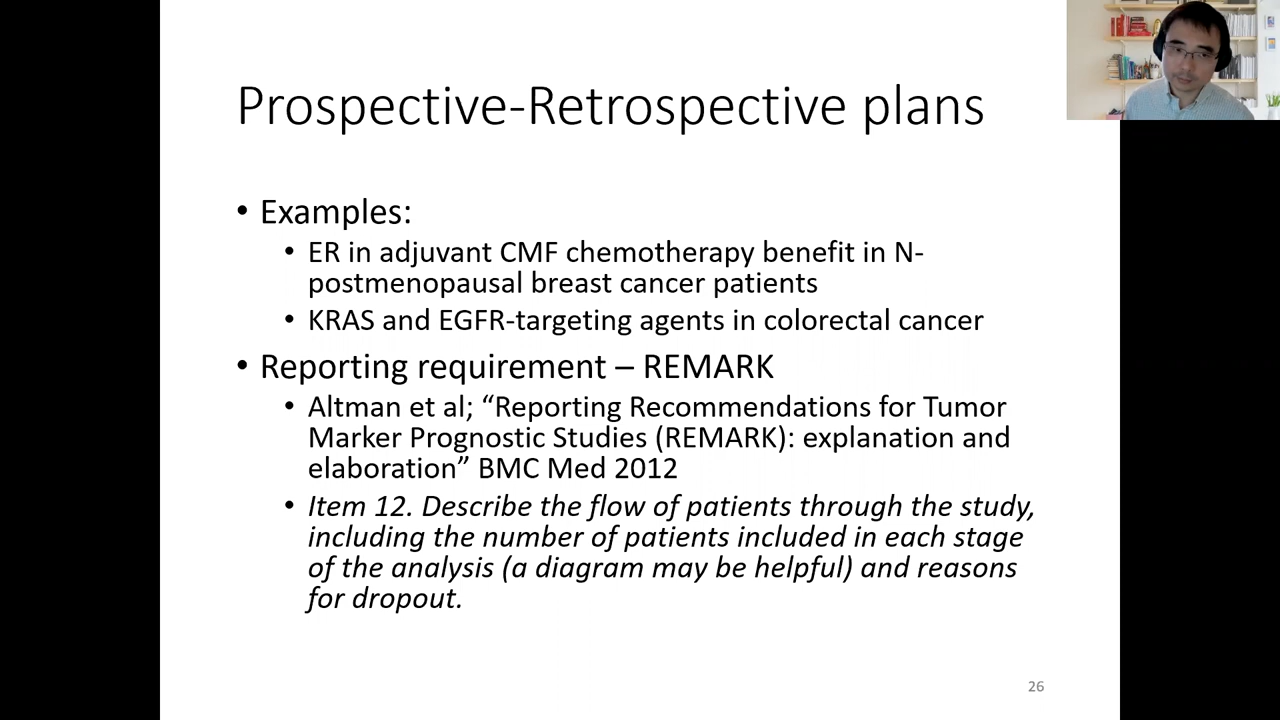 Prospective-Retrospective plans
• Examples:
• ER in adjuvant CMF chemotherapy benefit in N-
postmenopausal breast cancer patients
• KRAS and EGFR-targeting agents in colorectal cancer
• Reporting requirement – REMARK
• Altman et al; “Reporting Recommendations for Tumor
Marker Prognostic Studies (REMARK): explanation and
elaboration” BMC Med 2012
• Item 12. Describe the flow of patients through the study,
including the number of patients included in each stage
of the analysis (a diagram may be helpful) and reasons
for dropout.
26